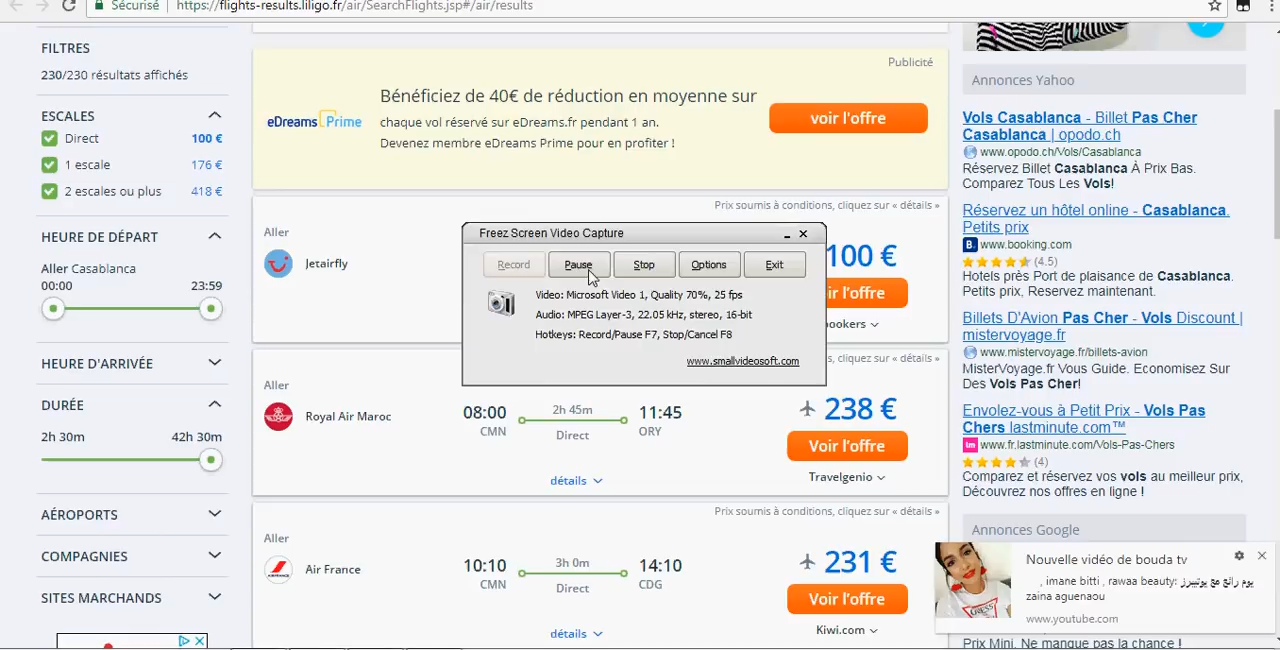 Sécurisé
https://flights-results.liligo.fr/air/SearchFlights.jsp#/air/results
FILTRES
230/230 résultats affichés
ESCALES
Direct 100 €
1 escale 176 €
2 escales ou plus 418 €
HEURE DE DÉPART
Aller Casablanca
00:00 23:59
HEURE D'ARRIVÉE
DURÉE
2h 30m 42h 30m
AÉROPORTS
COMPAGNIES
SITES MARCHANDS
Publicité
eDreams Prime
Bénéficiez de 40€ de réduction en moyenne sur
chaque vol réservé sur eDreams.fr pendant 1 an.
Devenez membre eDreams Prime pour en profiter !
voir l'offre
Prix soumis à conditions, cliquez sur « détails »
Aller
Jetairfly
100 €
ir l'offre
ookers
Freez Screen Video Capture
Record Pause Stop Options Exit
Video: Microsoft Video 1, Quality 70%, 25 fps
Audio: MPEG Layer-3, 22.05 kHz, stereo, 16-bit
Hotkeys: Record/Pause F7, Stop/Cancel F8
www.smallvideosoft.com
is à conditions, cliquez sur « détails »
Aller
Royal Air Maroc
08:00 2h 45m 11:45
CMN Direct ORY
238 €
Voir l'offre
Travelgenio
détails
Prix soumis à conditions, cliquez sur « détails »
Aller
Air France
10:10 3h 0m 14:10
CMN Direct CDG
231 €
Voir l'offre
Kiwi.com
détails
Annonces Yahoo
Vols Casablanca - Billet Pas Cher
Casablanca | opodo.ch
www.opodo.ch/Vols/Casablanca
Réservez Billet Casablanca À Prix Bas.
Comparez Tous Les Vols!
Réservez un hôtel online - Casablanca.
Petits prix
B. www.booking.com
(4.5)
Hotels près Port de plaisance de Casablanca.
Petits prix, Reservez maintenant.
Billets D'Avion Pas Cher - Vols Discount |
mistervoyage.fr
www.mistervoyage.fr/billets-avion
MisterVoyage.fr Vous Guide. Economisez Sur
Des Vols Pas Cher!
Envolez-vous à Petit Prix - Vols Pas
Chers lastminute.com™
lm www.fr.lastminute.com/Vols-Pas-Chers
(4)
Comparez et réservez vos vols au meilleur prix,
Découvrez nos offres en ligne !
Annonces Google
Nouvelle vidéo de bouda tv
, imane bitti , rawaa beauty: يوم رائع مع يوتيبرز
zaina aguenaou
www.youtube.com
Prix Mini. Ne manque pas la chance !